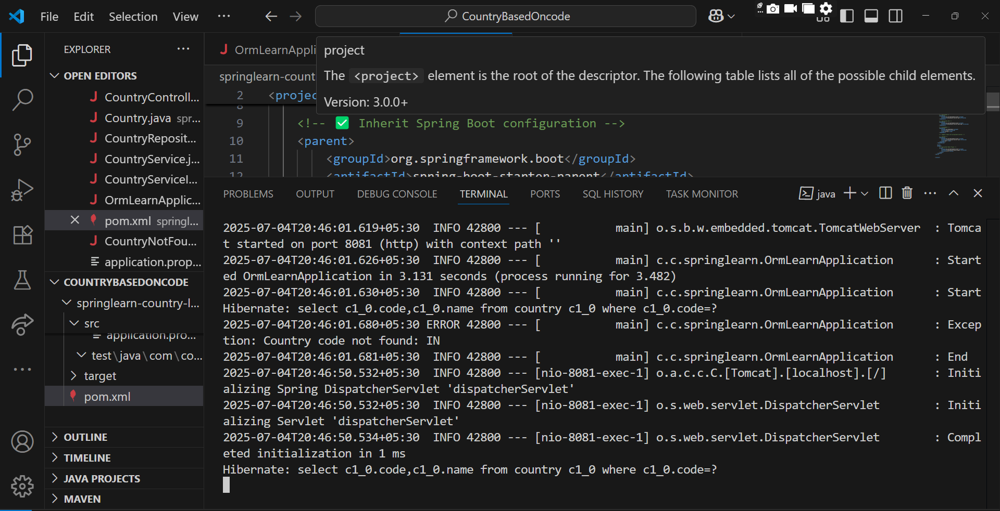 File Edit Selection View ··· CountryBasedOncode
EXPLORER ···
OPEN EDITORS
CountryControll...
Country.java spr...
CountryReposit...
CountryService.j...
CountryServiceI...
OrmLearnApplic...
pom.xml springl...
CountryNotFou...
application.prop...
COUNTRYBASEDONCODE
springlearn-country-l...
src
application.pro...
test\java\com\co...
target
pom.xml
OUTLINE
TIMELINE
JAVA PROJECTS
MAVEN
OrmLearnAppli
springlearn-count
project
The <project> element is the root of the descriptor. The following table lists all of the possible child elements.
Version: 3.0.0+
2 <projec
8
9 <!-- ✅ Inherit Spring Boot configuration -->
10 <parent>
11 <groupId>org.springframework.boot</groupId>
12 <artifactId>spring-boot-starter-parent</artifactId>
PROBLEMS OUTPUT DEBUG CONSOLE TERMINAL PORTS SQL HISTORY TASK MONITOR java
2025-07-04T20:46:01.619+05:30  INFO 42800 --- [           main] o.s.b.w.embedded.tomcat.TomcatWebServer  : Tomca
t started on port 8081 (http) with context path ''
2025-07-04T20:46:01.626+05:30  INFO 42800 --- [           main] c.c.springlearn.OrmLearnApplication      : Start
ed OrmLearnApplication in 3.131 seconds (process running for 3.482)
2025-07-04T20:46:01.630+05:30  INFO 42800 --- [           main] c.c.springlearn.OrmLearnApplication      : Start
Hibernate: select c1_0.code,c1_0.name from country c1_0 where c1_0.code=?
2025-07-04T20:46:01.680+05:30 ERROR 42800 --- [           main] c.c.springlearn.OrmLearnApplication      : Excep
tion: Country code not found: IN
2025-07-04T20:46:01.681+05:30  INFO 42800 --- [           main] c.c.springlearn.OrmLearnApplication      : End
2025-07-04T20:46:50.532+05:30  INFO 42800 --- [nio-8081-exec-1] o.a.c.c.C.[Tomcat].[localhost].[/]       : Initi
alizing Spring DispatcherServlet 'dispatcherServlet'
2025-07-04T20:46:50.532+05:30  INFO 42800 --- [nio-8081-exec-1] o.s.web.servlet.DispatcherServlet        : Initi
alizing Servlet 'dispatcherServlet'
2025-07-04T20:46:50.534+05:30  INFO 42800 --- [nio-8081-exec-1] o.s.web.servlet.DispatcherServlet        : Compl
eted initialization in 1 ms
Hibernate: select c1_0.code,c1_0.name from country c1_0 where c1_0.code=?